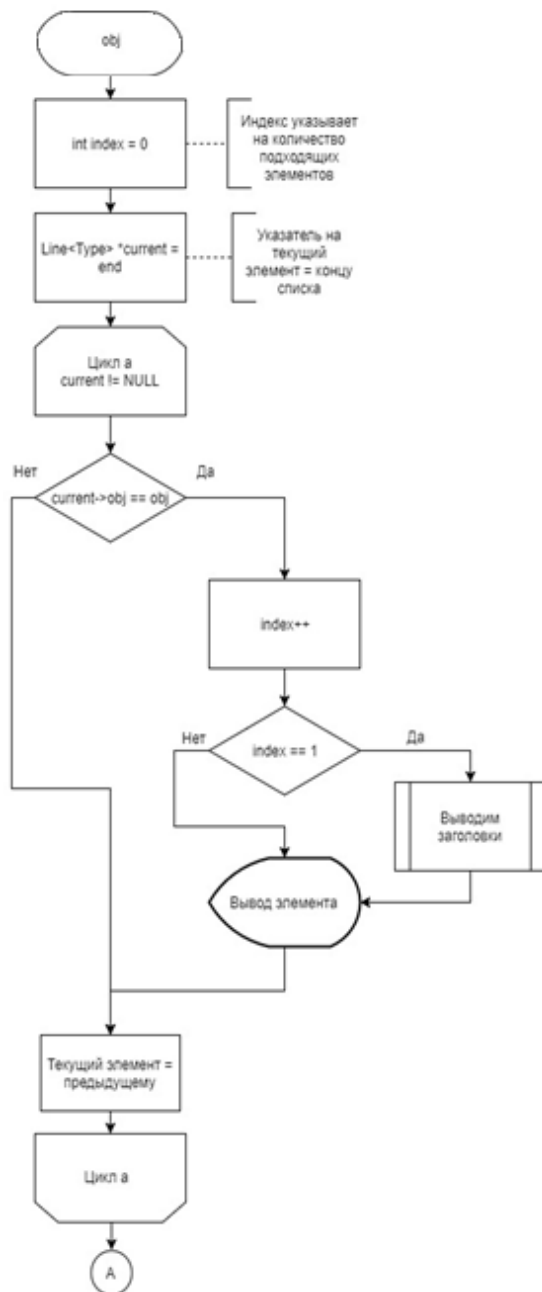 obj
int index = 0
Индекс указывает
на количество
подходящих
элементов
Line<Type> *current =
end
Указатель на
текущий
элемент = концу
списка
Цикл а
current != NULL
Нет
Да
current->obj == obj
index++
Нет
Да
index == 1
Выводим
заголовки
Вывод элемента
Текущий элемент =
предыдущему
Цикл а
А